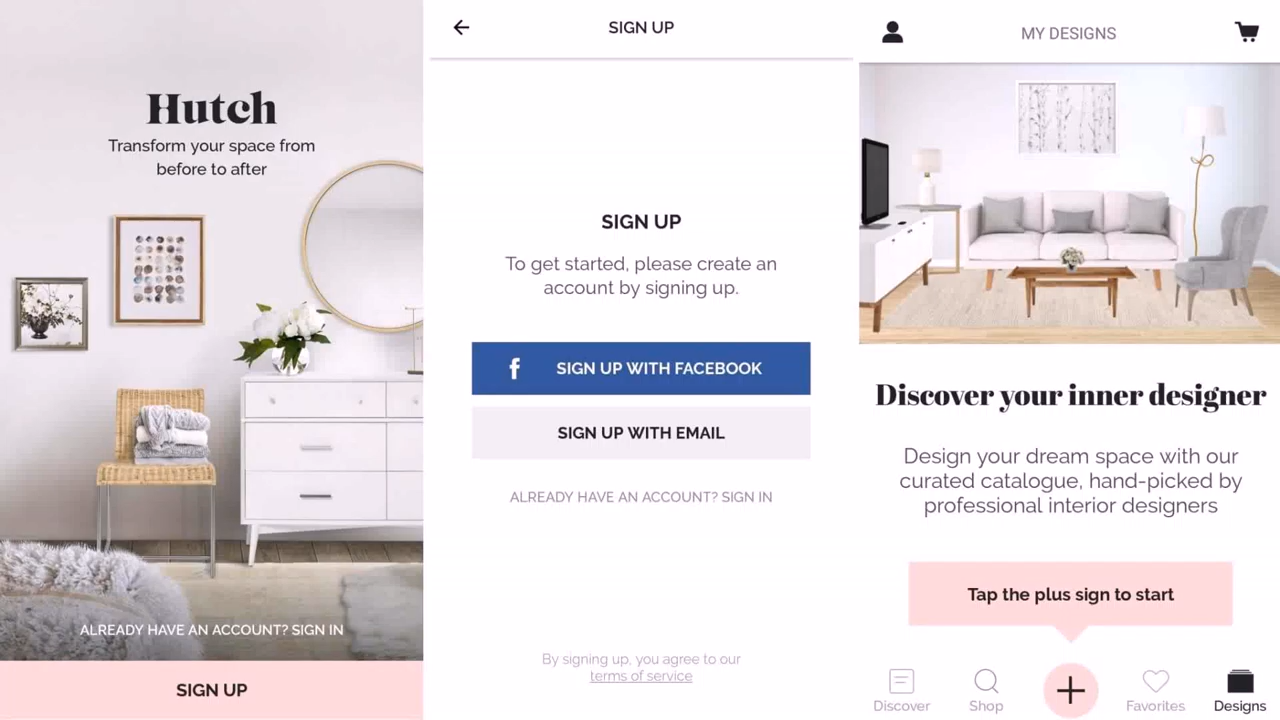 Hutch
Transform your space from
before to after
ALREADY HAVE AN ACCOUNT? SIGN IN
SIGN UP
SIGN UP
SIGN UP
To get started, please create an
account by signing up.
f
SIGN UP WITH FACEBOOK
SIGN UP WITH EMAIL
ALREADY HAVE AN ACCOUNT? SIGN IN
By signing up, you agree to our
terms of service
MY DESIGNS
Discover your inner designer
Design your dream space with our
curated catalogue, hand-picked by
professional interior designers
Tap the plus sign to start
Discover
Shop
Favorites
Designs